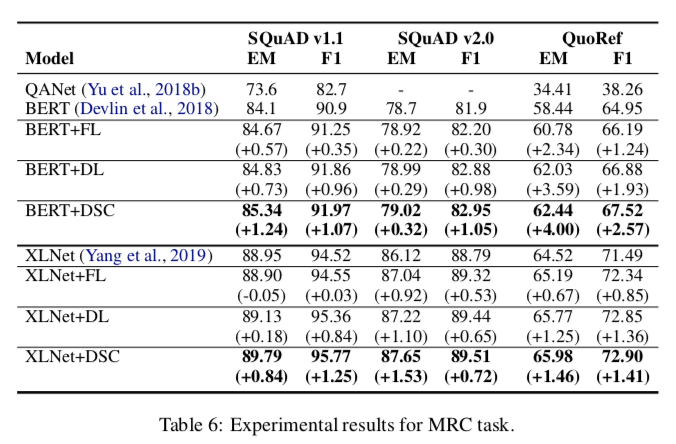 SQuAD v1.1 SQuAD v2.0 QuoRef
Model EM F1 EM F1 EM F1
QANet (Yu et al., 2018b) 73.6 82.7 - - 34.41 38.26
BERT (Devlin et al., 2018) 84.1 90.9 78.7 81.9 58.44 64.95
BERT+FL 84.67 91.25 78.92 82.20 60.78 66.19
(+0.57) (+0.35) (+0.22) (+0.30) (+2.34) (+1.24)
BERT+DL 84.83 91.86 78.99 82.88 62.03 66.88
(+0.73) (+0.96) (+0.29) (+0.98) (+3.59) (+1.93)
BERT+DSC 85.34 91.97 79.02 82.95 62.44 67.52
(+1.24) (+1.07) (+0.32) (+1.05) (+4.00) (+2.57)
XLNet (Yang et al., 2019) 88.95 94.52 86.12 88.79 64.52 71.49
XLNet+FL 88.90 94.55 87.04 89.32 65.19 72.34
(-0.05) (+0.03) (+0.92) (+0.53) (+0.67) (+0.85)
XLNet+DL 89.13 95.36 87.22 89.44 65.77 72.85
(+0.18) (+0.84) (+1.10) (+0.65) (+1.25) (+1.36)
XLNet+DSC 89.79 95.77 87.65 89.51 65.98 72.90
(+0.84) (+1.25) (+1.53) (+0.72) (+1.46) (+1.41)
Table 6: Experimental results for MRC task.